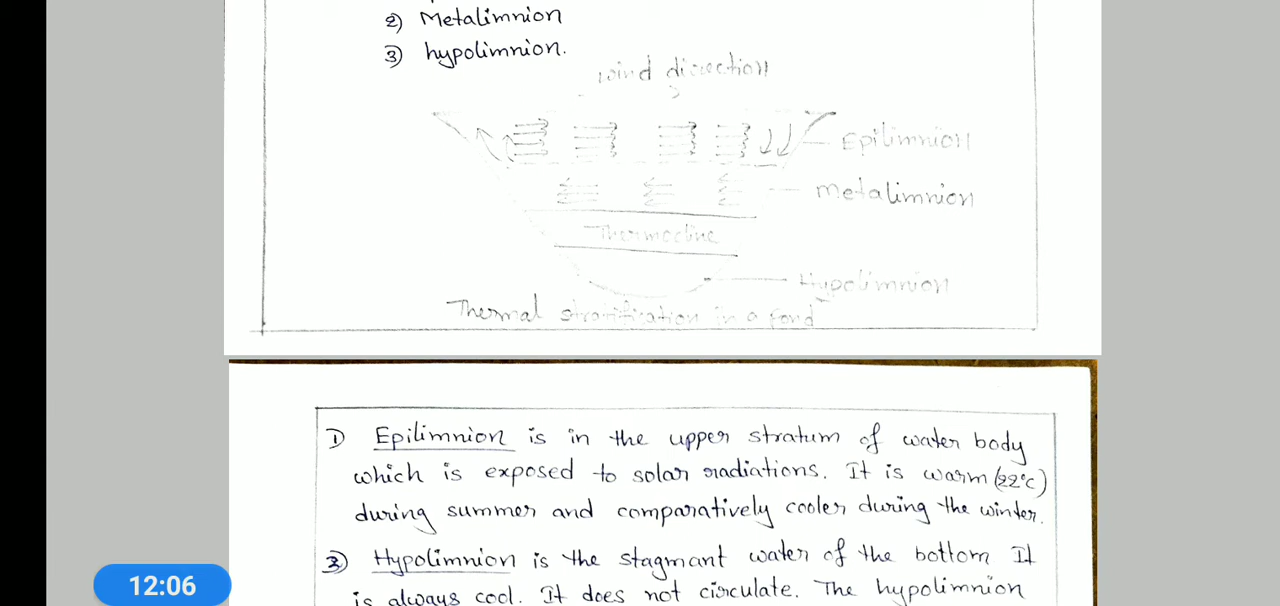 2) Metalimnion
3) hypolimnion.
wind direction
Epilimnion
metalimnion
Thermocline
Hypolimnion
Thermal stratification in a Pond
1) Epilimnion is in the upper stratum of water body
which is exposed to solar radiations. It is warm (22°C)
during summer and comparatively cooler during the winter.
2) Hypolimnion is the stagmant water of the bottom It
is always cool. It does not circulate. The hypolimnion
12:06